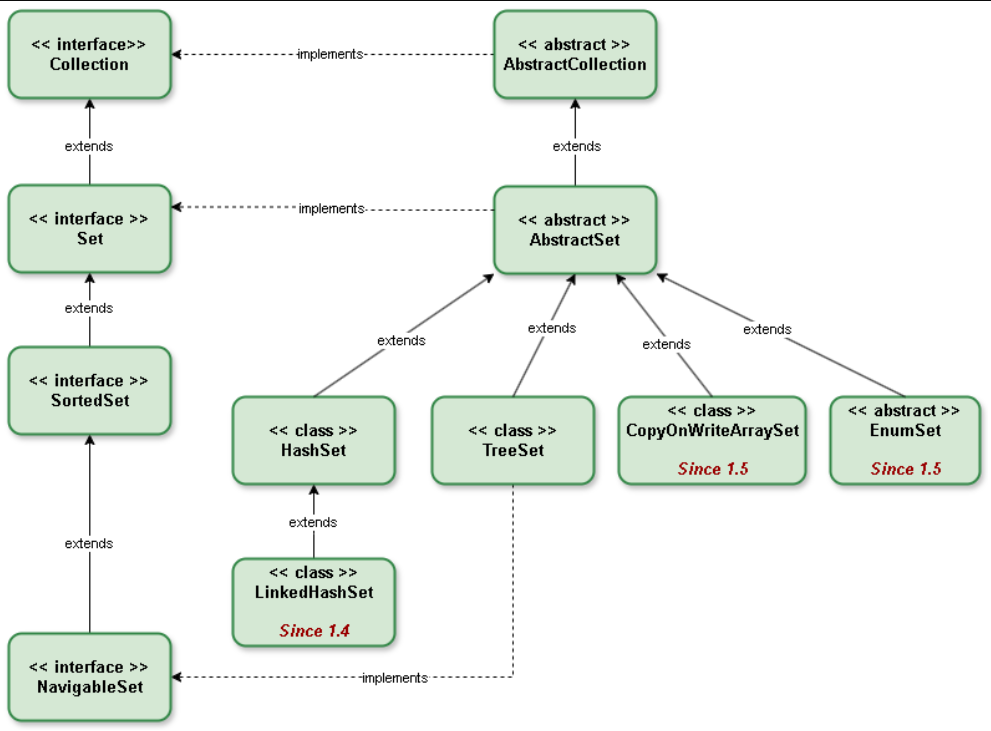 << interface>>
Collection
implements
<< abstract >>
AbstractCollection
extends
extends
<< interface >>
Set
implements
<< abstract >>
AbstractSet
extends
extends
extends
extends
extends
<< interface >>
SortedSet
<< class >>
HashSet
<< class >>
TreeSet
<< class >>
CopyOnWriteArraySet
Since 1.5
<< abstract >>
EnumSet
Since 1.5
extends
extends
<< class >>
LinkedHashSet
Since 1.4
<< interface >>
NavigableSet
implements